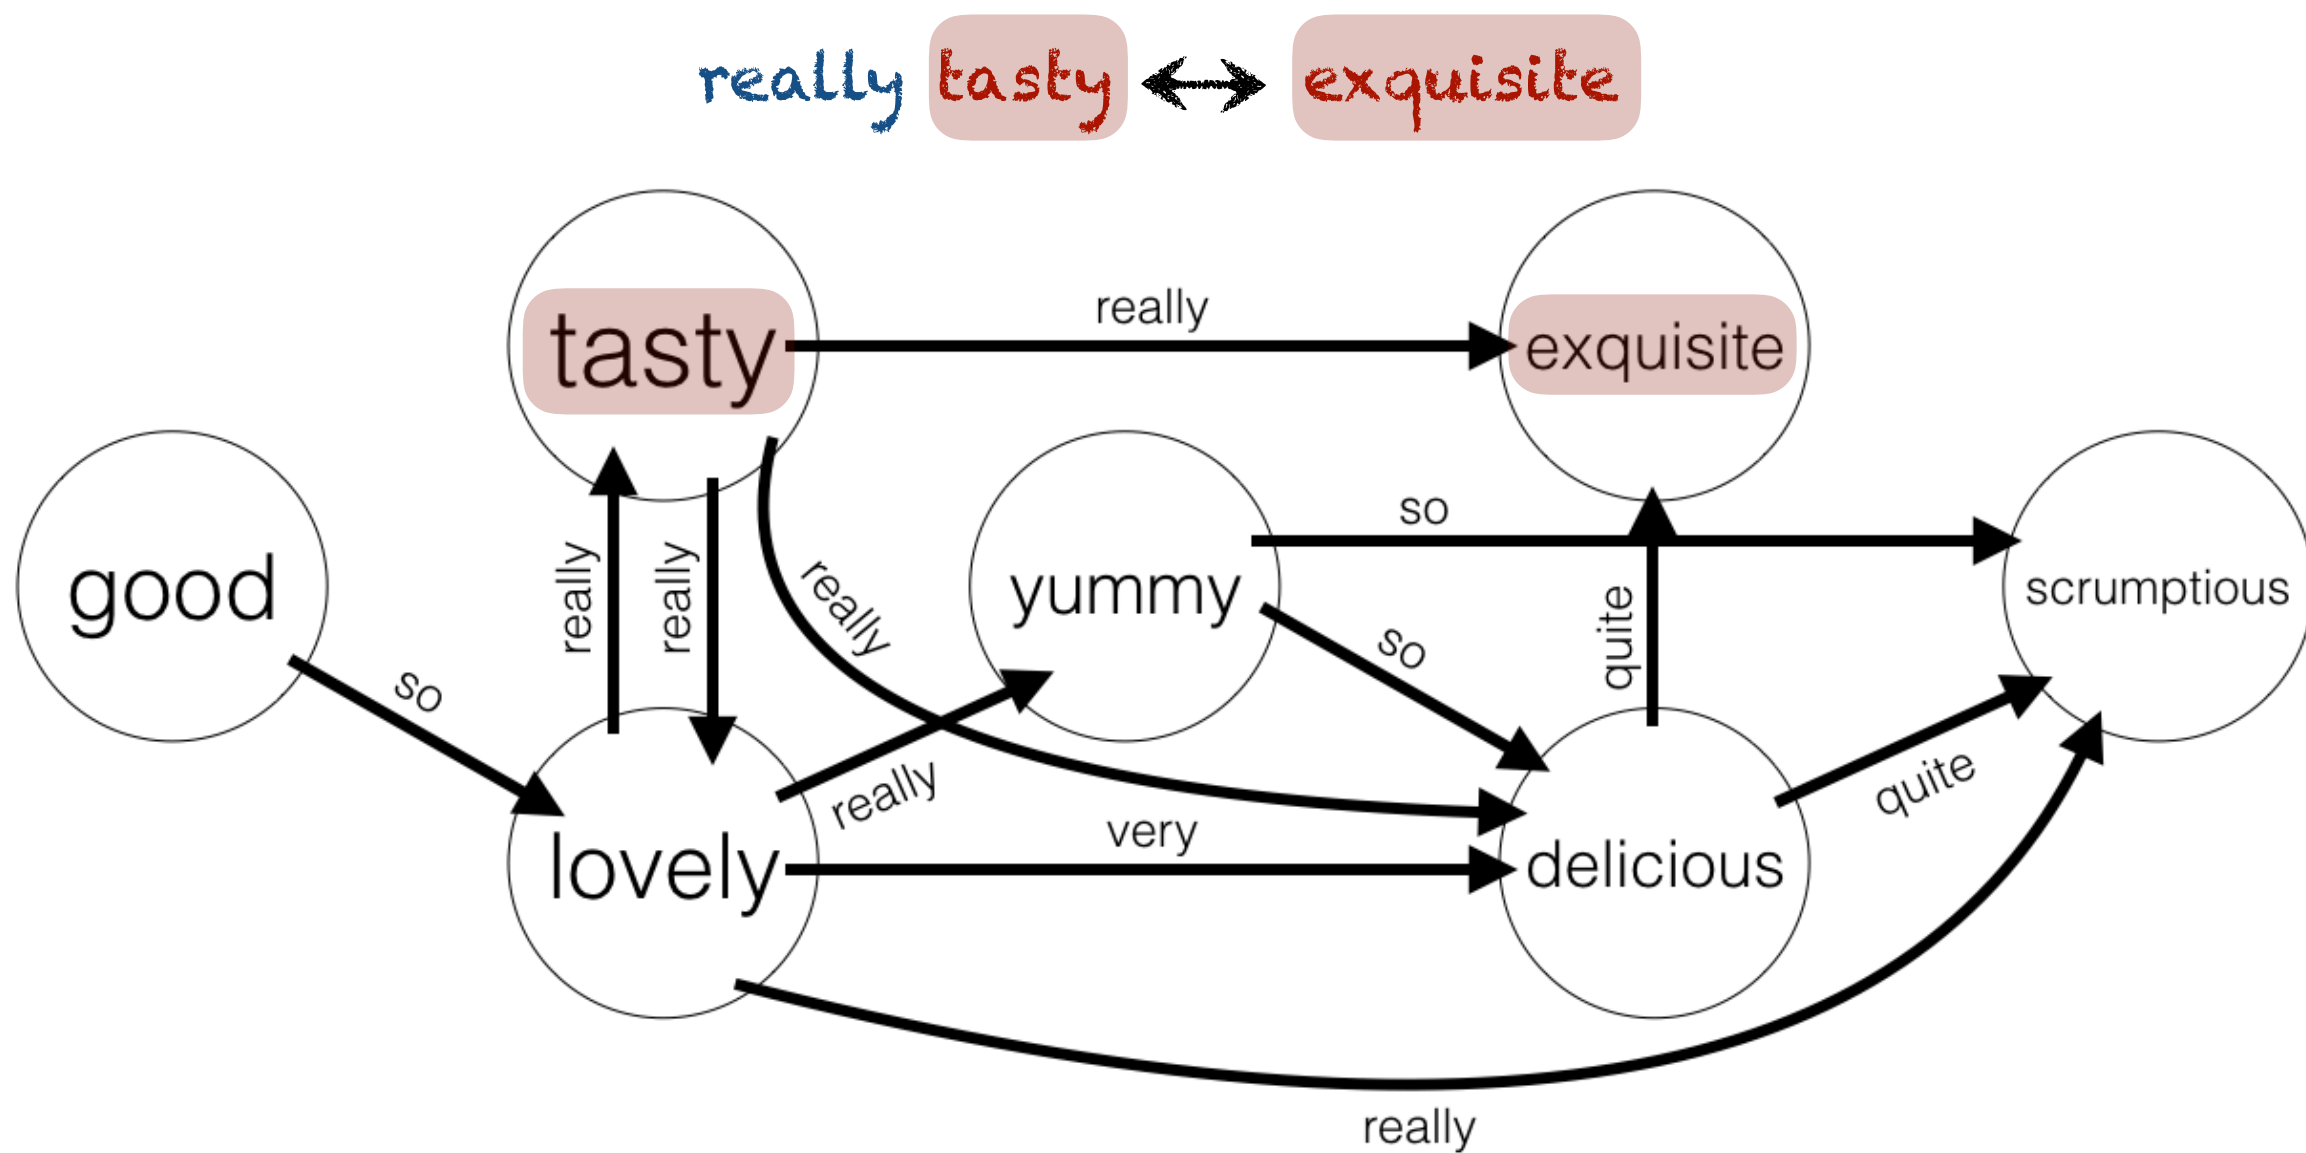 really tasty ↔ exquisite
really
tasty
exquisite
so
good
yummy
scrumptious
really
really
really
so
quite
so
really
very
quite
lovely
delicious
really